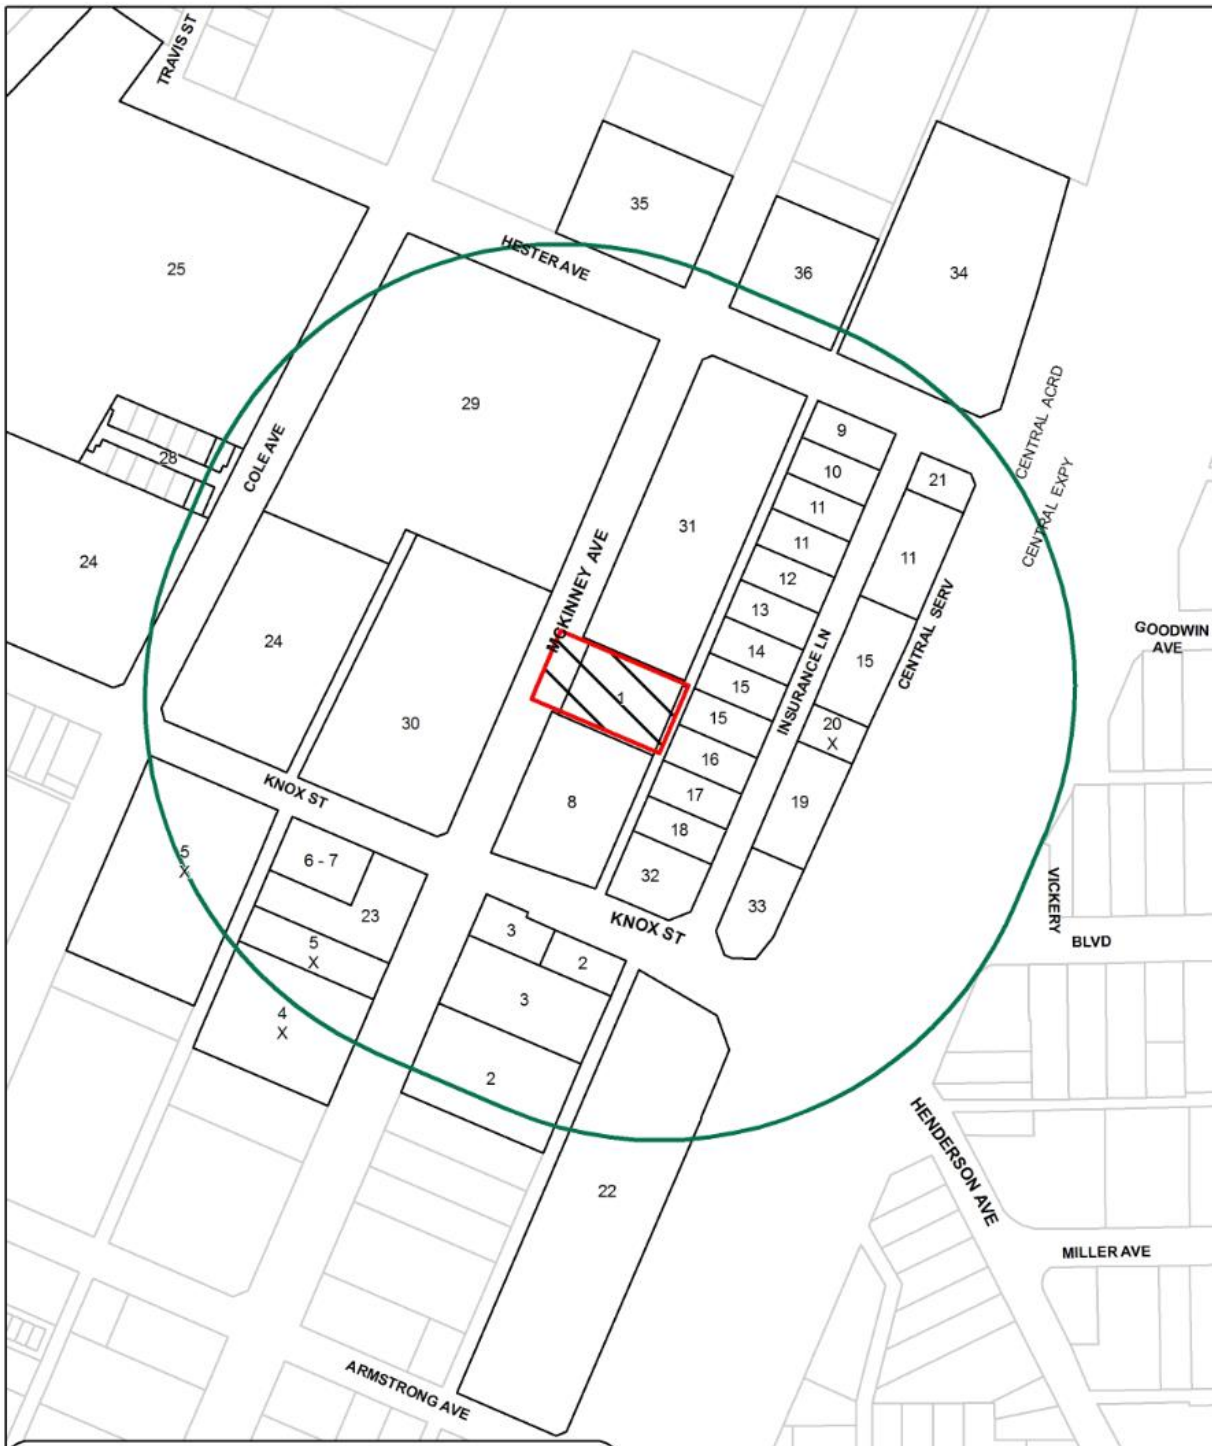 TRAVIS ST
35
25
HESTER AVE
36
34
29
CENTRAL ACRD
9
COLE AVE
28
10
21
CENTRAL EXPY
11
31
11
11
24
MCKINNEY AVE
12
13
CENTRAL SERV
GOODWIN
AVE
24
14
INSURANCE LN
15
15
1
15
30
20
X
16
KNOX ST
17
8
19
18
5
X
6 - 7
32
VICKERY
33
23
KNOX ST
3
5
X
2
BLVD
3
4
X
2
HENDERSON AVE
22
MILLER AVE
ARMSTRONG AVE